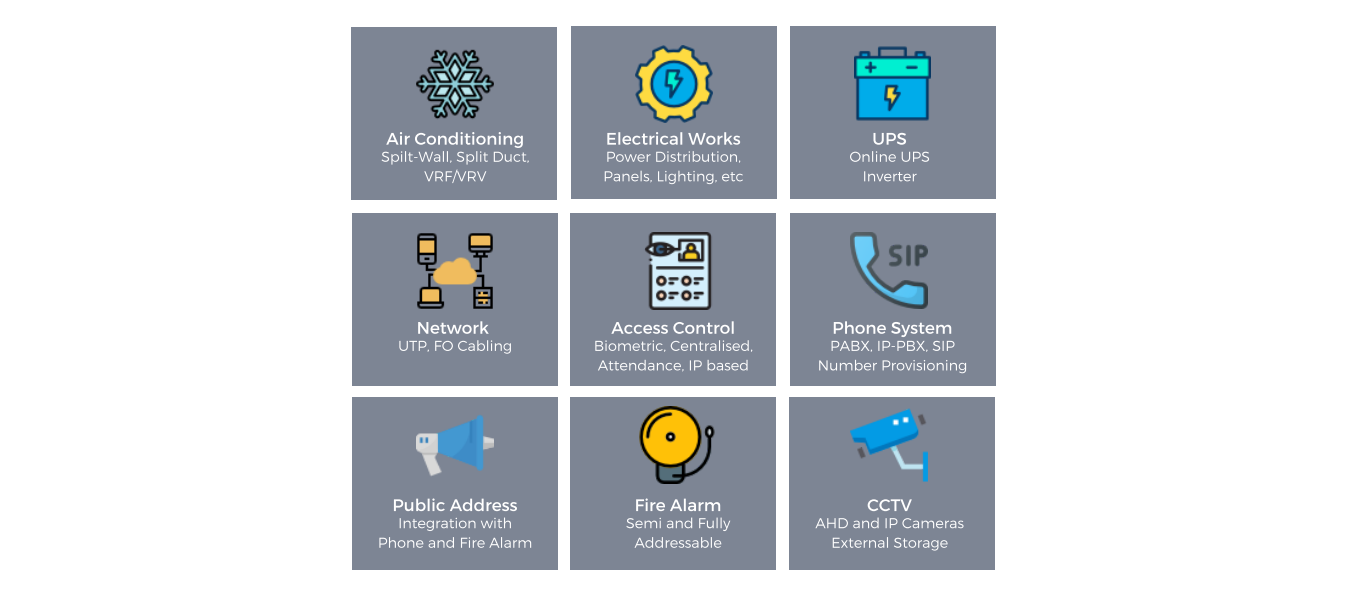 Air Conditioning
Spilt-Wall, Split Duct,
VRF/VRV
Electrical Works
Power Distribution,
Panels, Lighting, etc
UPS
Online UPS
Inverter
Network
UTP, FO Cabling
Access Control
Biometric, Centralised,
Attendance, IP based
SIP
Phone System
PABX, IP-PBX, SIP
Number Provisioning
Public Address
Integration with
Phone and Fire Alarm
Fire Alarm
Semi and Fully
Addressable
CCTV
AHD and IP Cameras
External Storage